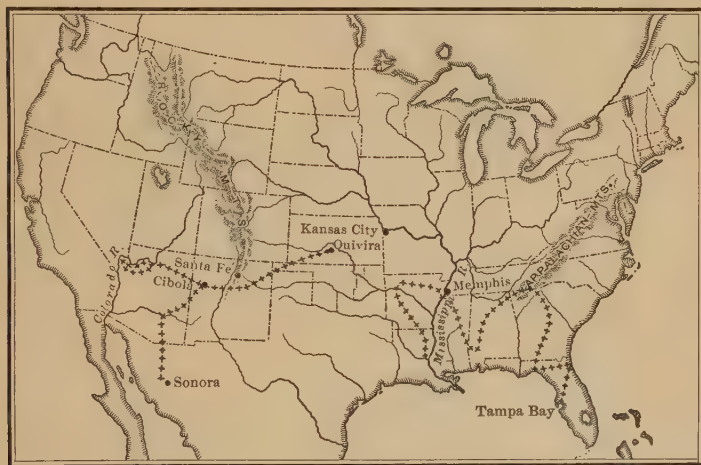 ROCKY MTS.
Kansas City
Quivira
Santa Fe
Cibola
Colorado R.
Memphis
Mississippi
APPALACHIAN MTS.
Sonora
Tampa Bay